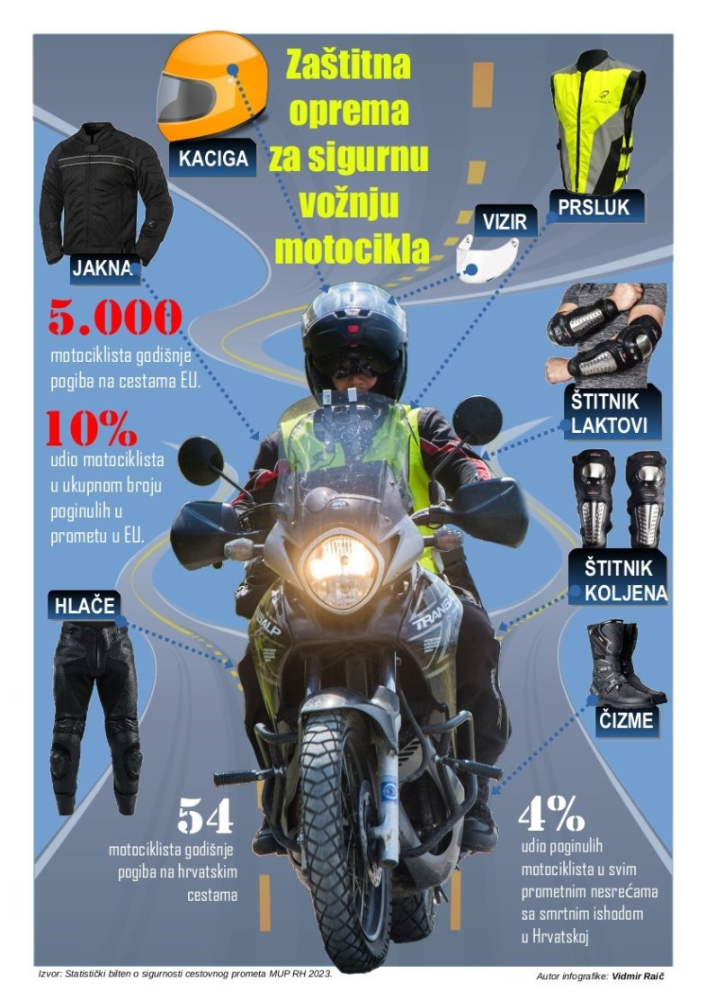 Zaštitna
oprema
za sigurnu
vožnju
motocikla
KACIGA
PRSLUK
VIZIR
JAKNA
5.000
motociklista godišnje
pogiba na cestama EU.
ŠTITNIK
LAKTOVI
10%
udio motociklista
u ukupnom broju
poginulih u
prometu u EU.
ŠTITNIK
KOLJENA
HLAČE
TRANSALP
TRANSALP
ČIZME
54
motociklista godišnje
pogiba na hrvatskim
cestama
4%
udio poginulih
motociklista u svim
prometnim nesrećama
sa smrtnim ishodom
u Hrvatskoj
Izvor: Statistički bilten o sigurnosti cestovnog prometa MUP RH 2023.
Autor infografike: Vidmir Raič